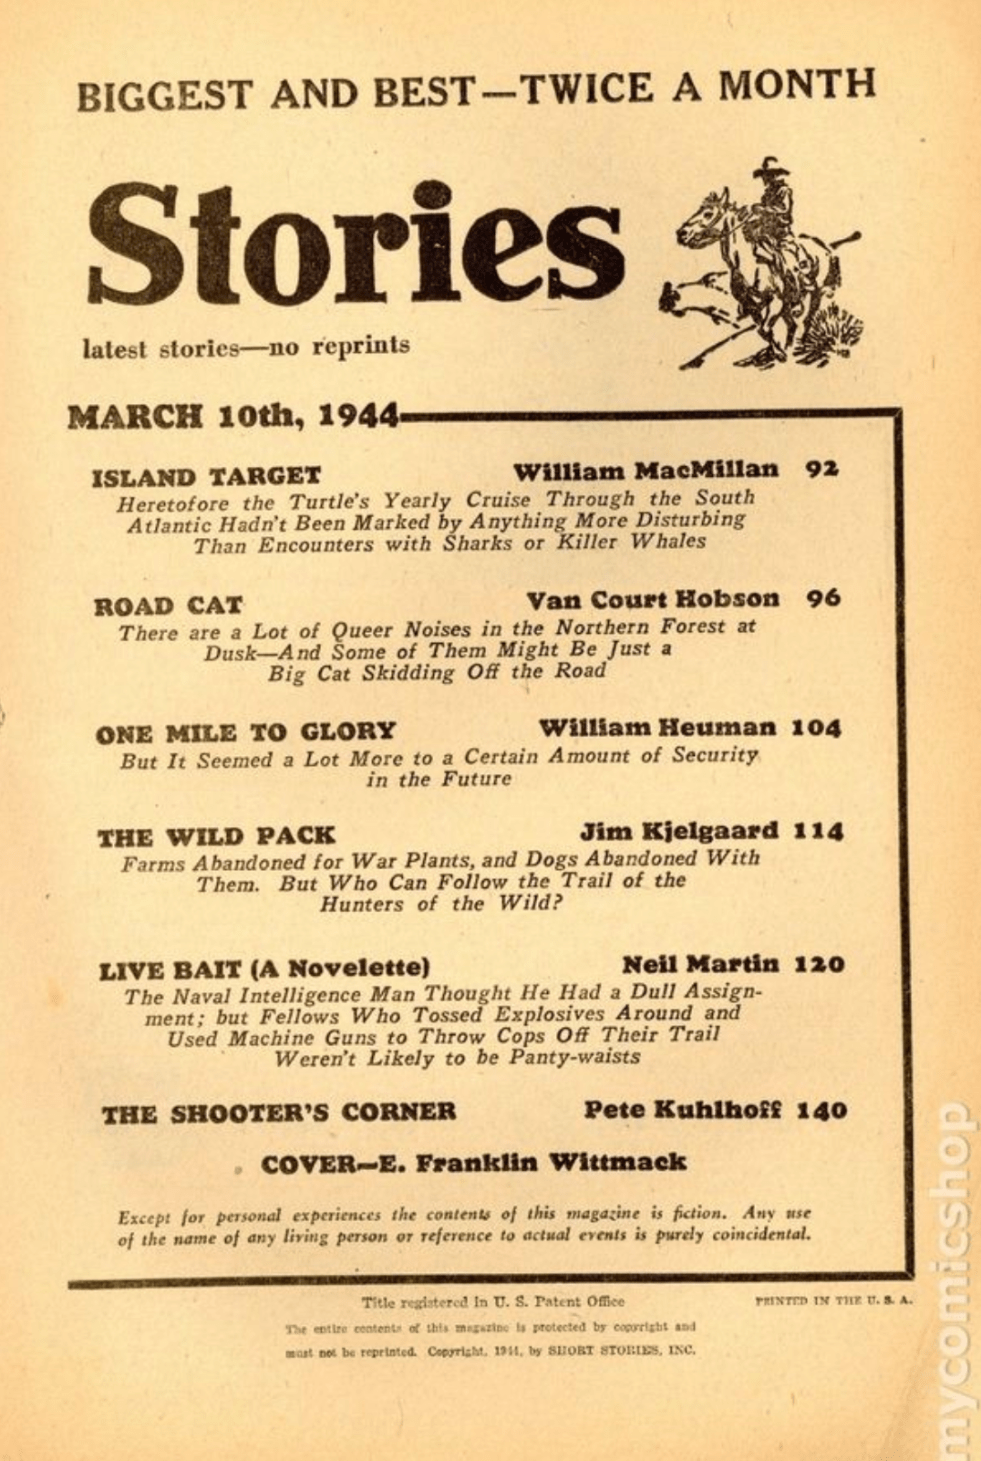 BIGGEST AND BEST—TWICE A MONTH
Stories
latest stories—no reprints
MARCH 10th, 1944
ISLAND TARGET William MacMillan 92
Heretofore the Turtle's Yearly Cruise Through the South
Atlantic Hadn't Been Marked by Anything More Disturbing
Than Encounters with Sharks or Killer Whales
ROAD CAT Van Court Hobson 96
There are a Lot of Queer Noises in the Northern Forest at
Dusk—And Some of Them Might Be Just a
Big Cat Skidding Off the Road
ONE MILE TO GLORY William Heuman 104
But It Seemed a Lot More to a Certain Amount of Security
in the Future
THE WILD PACK Jim Kjelgaard 114
Farms Abandoned for War Plants, and Dogs Abandoned With
Them. But Who Can Follow the Trail of the
Hunters of the Wild?
LIVE BAIT (A Novelette) Neil Martin 120
The Naval Intelligence Man Thought He Had a Dull Assign-
ment; but Fellows Who Tossed Explosives Around and
Used Machine Guns to Throw Cops Off Their Trail
Weren't Likely to be Panty-waists
THE SHOOTER'S CORNER Pete Kuhlhoff 140
COVER—E. Franklin Wittmack
Except for personal experiences the contents of this magazine is fiction. Any use
of the name of any living person or reference to actual events is purely coincidental.
Title registered in U. S. Patent Office PRINTED IN THE U. S. A.
The entire contents of this magazine is protected by copyright and
must not be reprinted. Copyright, 1944, by SHORT STORIES, INC.
mycomicshop